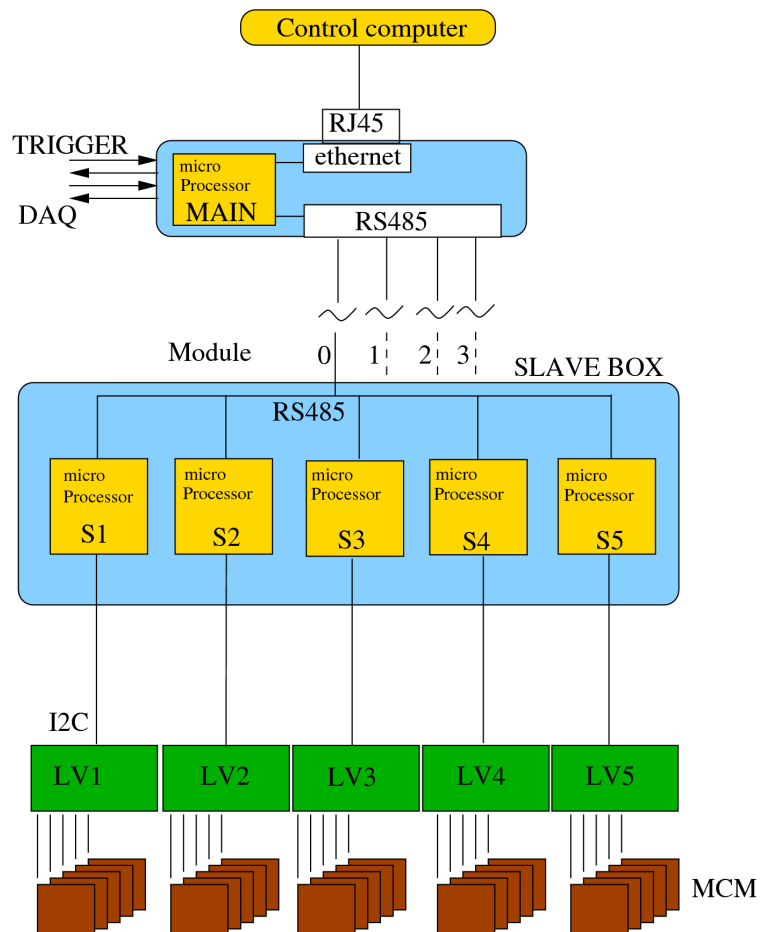 Control computer
RJ45
ethernet
TRIGGER
DAQ
micro
Processor
MAIN
RS485
Module
0 1 2 3
SLAVE BOX
RS485
micro
Processor
S1
micro
Processor
S2
micro
Processor
S3
micro
Processor
S4
micro
Processor
S5
I2C
LV1
LV2
LV3
LV4
LV5
MCM